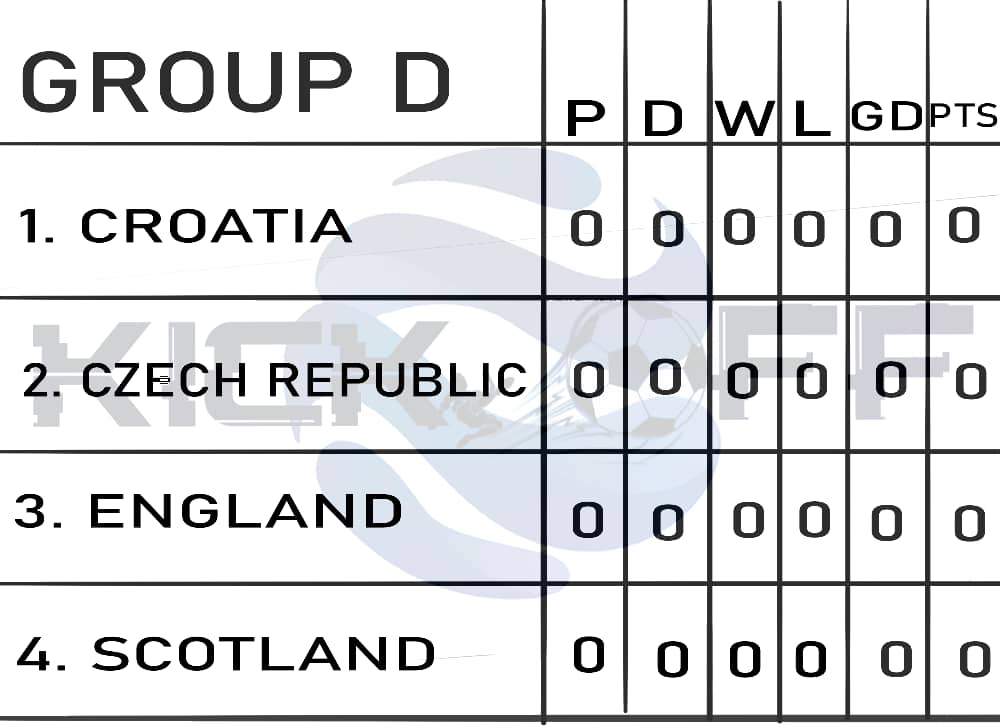 GROUP D P D W L GD PTS
1. CROATIA 0 0 0 0 0 0
KICK OFF
2. CZECH REPUBLIC 0 0 0 0 0 0
3. ENGLAND 0 0 0 0 0 0
4. SCOTLAND 0 0 0 0 0 0